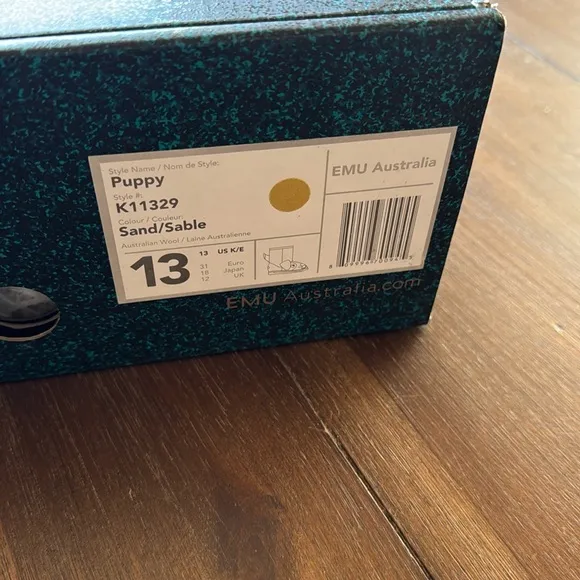 Style Name / Nom de Style:
Puppy
Style #:
K11329
Colour / Couleur:
Sand/Sable
Australian Wool / Laine Australienne
13
13 US K/E
31 Euro
18 Japan
12 UK
EMU Australia
EMU Australia.com